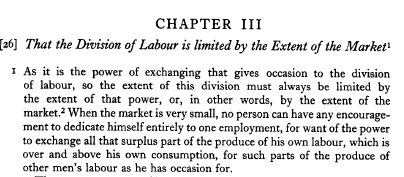 CHAPTER III
[26] That the Division of Labour is limited by the Extent of the Market¹
1 As it is the power of exchanging that gives occasion to the division
of labour, so the extent of this division must always be limited by
the extent of that power, or, in other words, by the extent of the
market.² When the market is very small, no person can have any encourage-
ment to dedicate himself entirely to one employment, for want of the power
to exchange all that surplus part of the produce of his own labour, which is
over and above his own consumption, for such parts of the produce of
other men's labour as he has occasion for.